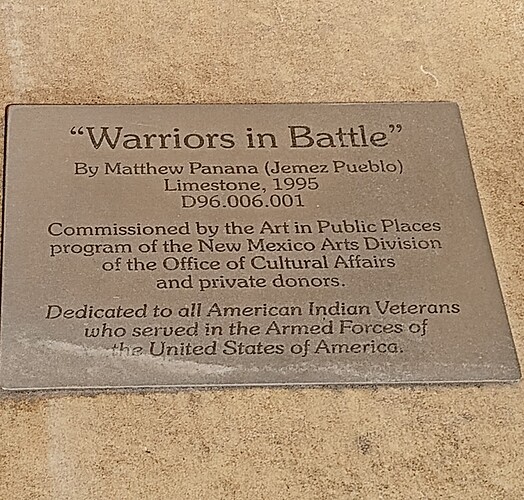 “Warriors in Battle”
By Matthew Panana (Jemez Pueblo)
Limestone, 1995
D96.006.001
Commissioned by the Art in Public Places
program of the New Mexico Arts Division
of the Office of Cultural Affairs
and private donors.
Dedicated to all American Indian Veterans
who served in the Armed Forces of
the United States of America.